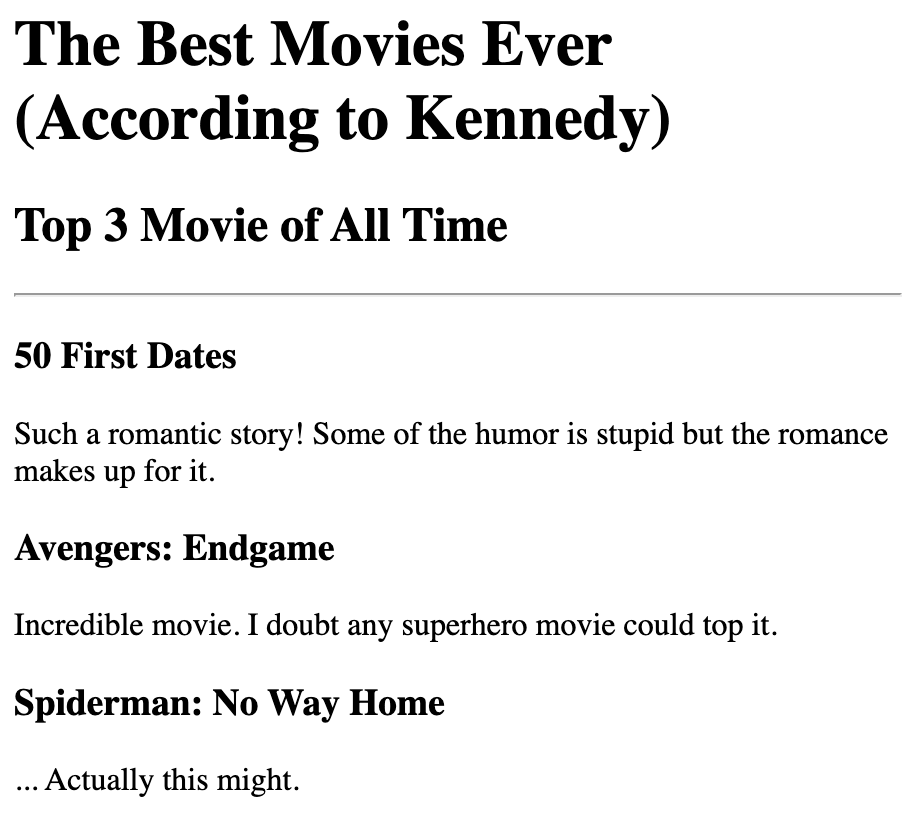 The Best Movies Ever
(According to Kennedy)
Top 3 Movie of All Time
50 First Dates
Such a romantic story! Some of the humor is stupid but the romance
makes up for it.
Avengers: Endgame
Incredible movie. I doubt any superhero movie could top it.
Spiderman: No Way Home
... Actually this might.